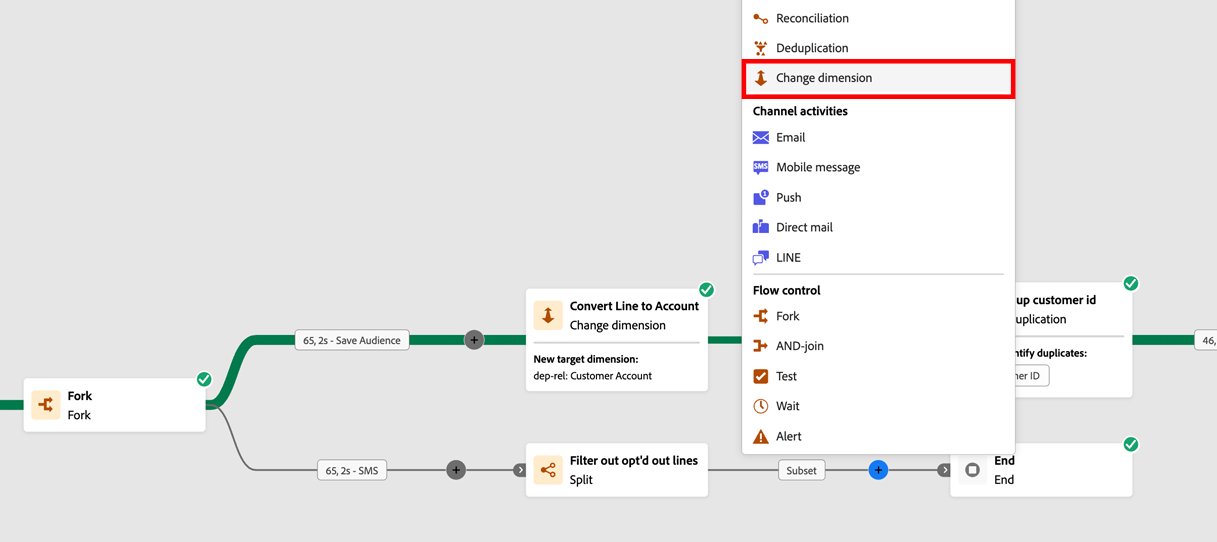 Reconciliation
Deduplication
Change dimension
Channel activities
Email
SMS
Mobile message
1
Push
Direct mail
LINE
Flow control
Fork
AND-join
Test
Wait
Alert
65, 2s - Save Audience
+
Convert Line to Account
Change dimension
New target dimension:
dep-rel: Customer Account
up customer id
uplication
ntify duplicates:
ner ID
46,
Fork
Fork
65, 2s - SMS
+
Filter out opt'd out lines
Split
Subset
+
End
End